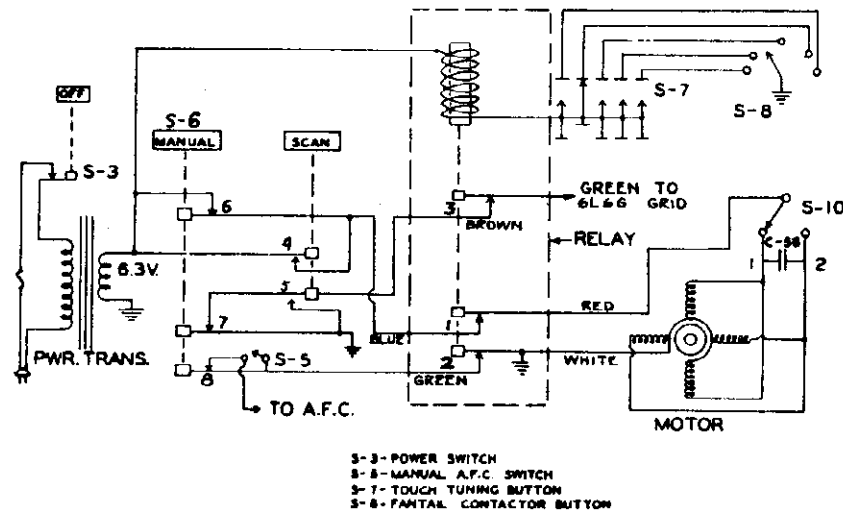 OFF
S-6
MANUAL
SCAN
S-7
S-8
S-3
6
3
GREEN TO
6L6G GRID
BROWN
S-10
4
RELAY
C-56
6.3V.
1
2
5
RED
7
1
BLUE
PWR. TRANS.
S-5
2
WHITE
8
GREEN
TO A.F.C.
MOTOR
S-3-POWER SWITCH
S-5-MANUAL A.F.C. SWITCH
S-7-TOUCH TUNING BUTTON
S-8-FANTAIL CONTACTOR BUTTON